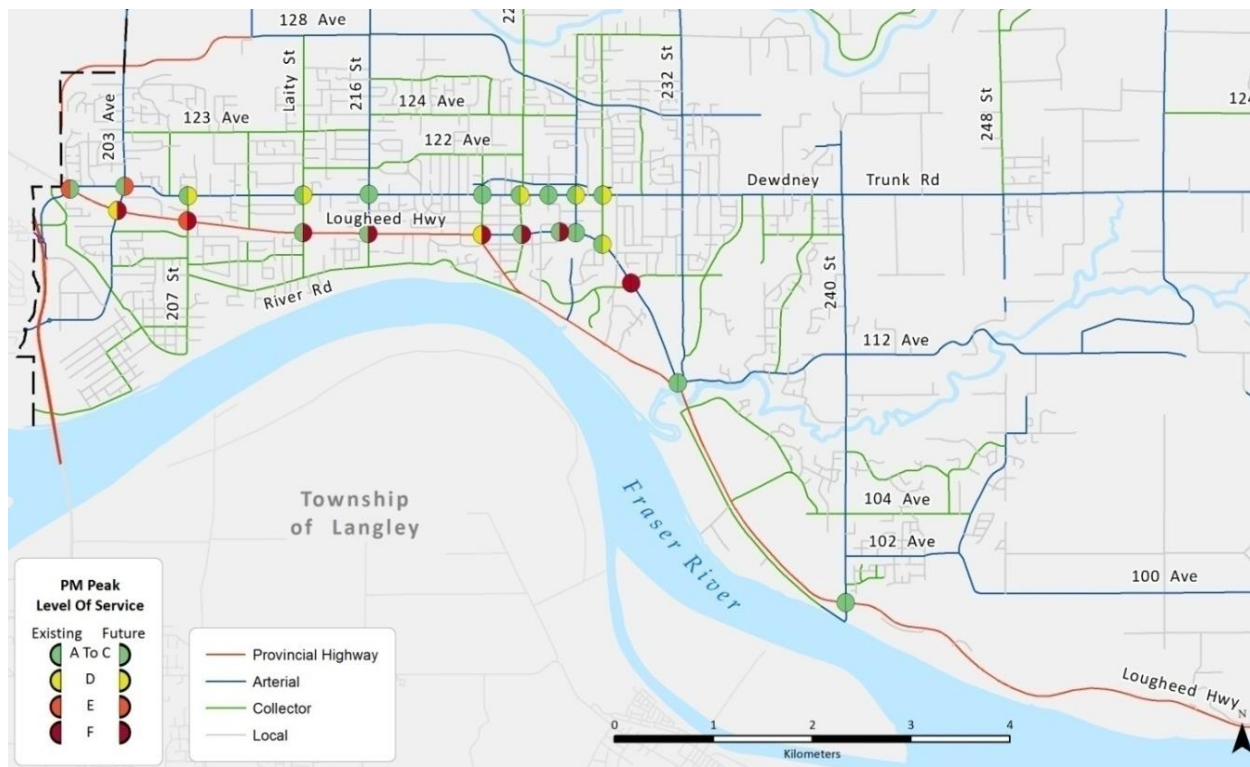 128 Ave
22
203 Ave
Laity St
216 St
232 St
248 St
124 Ave
124
123 Ave
122 Ave
Dewdney Trunk Rd
Lougheed Hwy
207 St
River Rd
240 St
112 Ave
Township
of Langley
Fraser River
104 Ave
102 Ave
100 Ave
Lougheed Hwy
N
PM Peak
Level Of Service
Existing Future
A To C
D
E
F
Provincial Highway
Arterial
Collector
Local
0 1 2 3 4
Kilometers